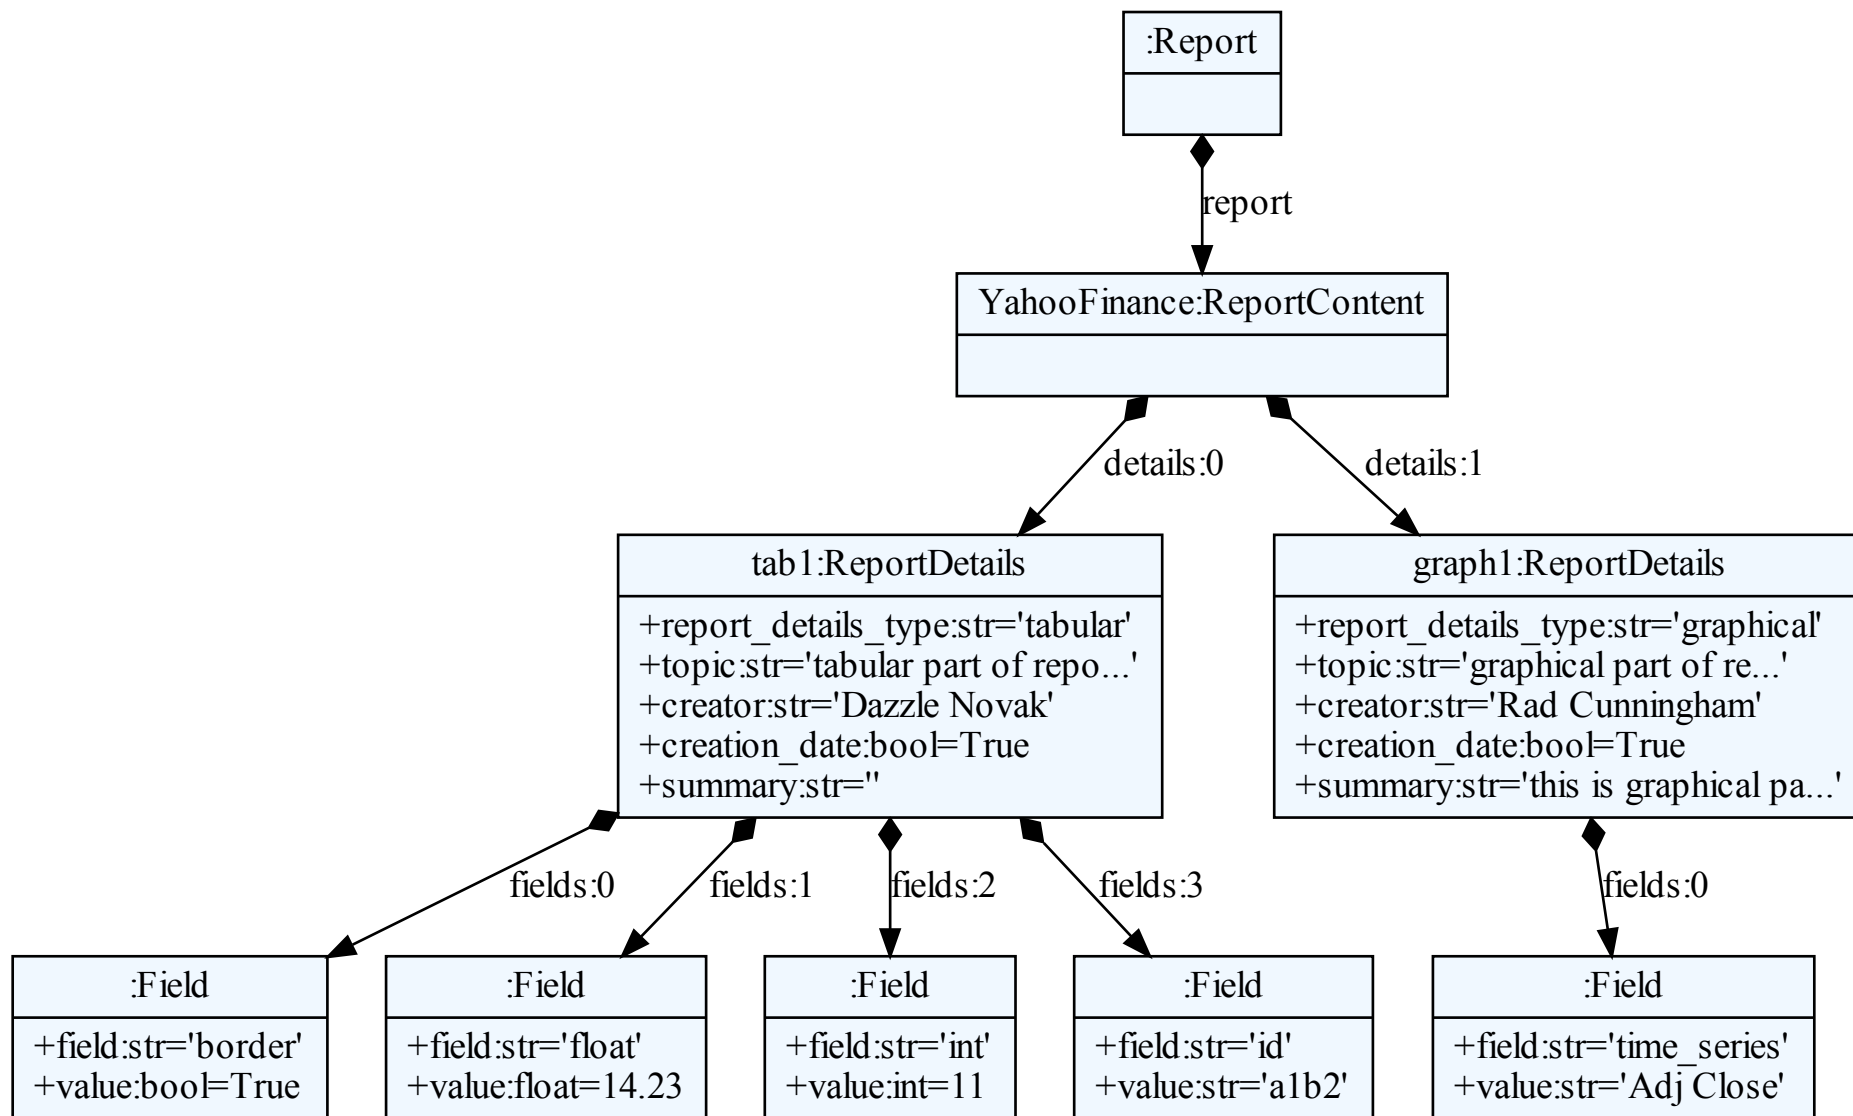 :Report
report
YahooFinance:ReportContent
details:0
details:1
tab1:ReportDetails
+report_details_type:str='tabular'
+topic:str='tabular part of repo...'
+creator:str='Dazzle Novak'
+creation_date:bool=True
+summary:str=''
graph1:ReportDetails
+report_details_type:str='graphical'
+topic:str='graphical part of re...'
+creator:str='Rad Cunningham'
+creation_date:bool=True
+summary:str='this is graphical pa...'
fields:0
fields:1
fields:2
fields:3
fields:0
:Field
+field:str='border'
+value:bool=True
:Field
+field:str='float'
+value:float=14.23
:Field
+field:str='int'
+value:int=11
:Field
+field:str='id'
+value:str='a1b2'
:Field
+field:str='time_series'
+value:str='Adj Close'